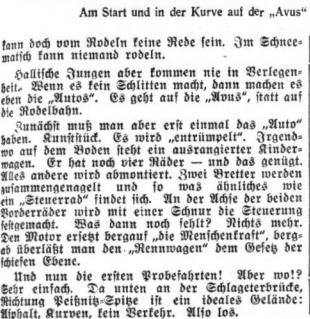 Am Start und in der Kurve auf der „Avus“
kann doch vom Rodeln keine Rede sein. Im Schnee-
matsch kann niemand rodeln.
Hallische Jungen aber kommen nie in Verlegen-
heit. Wenn es kein Schlitten macht, dann machen es
eben die „Autos“. Es geht auf die „Avus“, statt auf
die Rodelbahn.
Zunächst muß man aber erst einmal das „Auto“
haben. Kunststück. Es wird „entrümpelt“. Irgend-
wo auf dem Boden steht ein ausrangierter Kinder-
wagen. Er hat noch vier Räder — und das genügt.
Alles andere wird abmontiert. Zwei Bretter werden
zusammengenagelt und so was ähnliches wie
ein „Steuerrad“ findet sich. An der Achse der beiden
Vorderräder wird mit einer Schnur die Steuerung
festgemacht. Was dann noch fehlt? Nichts mehr.
Den Motor ersetzt bergauf „die Menschenkraft“, berg-
ab überläßt man den „Rennwagen“ dem Gesetz der
schiefen Ebene.
Und nun die ersten Probefahrten! Aber wo!?
Sehr einfach. Da unten an der Schlageterbrücke,
Richtung Peißnitz-Spitze ist ein ideales Gelände:
Asphalt, Kurven, kein Verkehr. Also los.